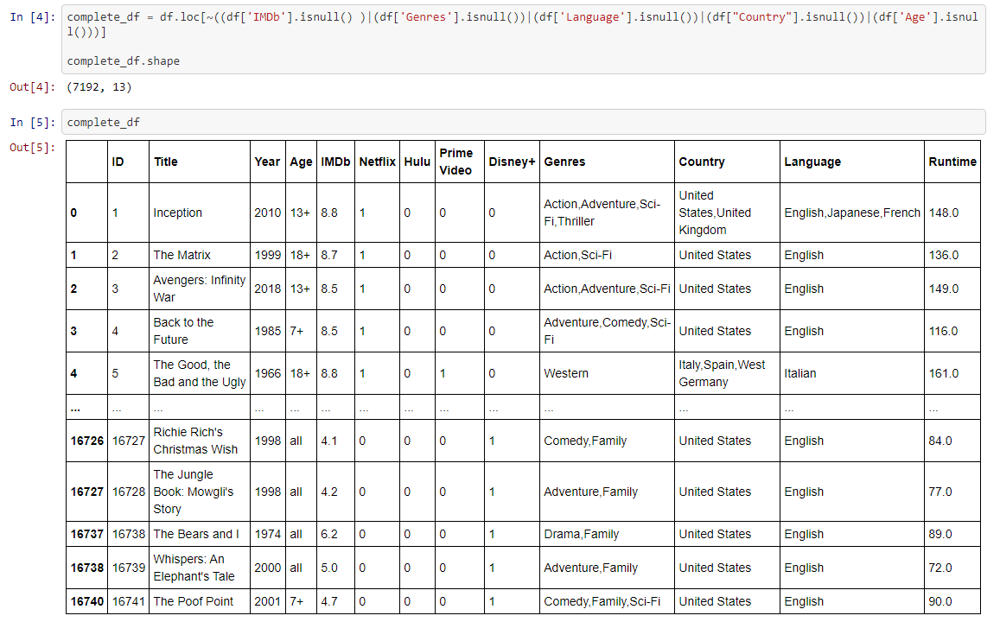 In [4]: complete_df = df.loc[~((df['IMDb'].isnull() )|(df['Genres'].isnull())|(df['Language'].isnull())|(df["Country"].isnull())|(df['Age'].isnul
l()))]
complete_df.shape
Out[4]: (7192, 13)
In [5]: complete_df
Out[5]:
ID Title Year Age IMDb Netflix Hulu Prime Video Disney+ Genres Country Language Runtime
0 1 Inception 2010 13+ 8.8 1 0 0 0 Action,Adventure,Sci-Fi,Thriller United States,United Kingdom English,Japanese,French 148.0
1 2 The Matrix 1999 18+ 8.7 1 0 0 0 Action,Sci-Fi United States English 136.0
2 3 Avengers: Infinity War 2018 13+ 8.5 1 0 0 0 Action,Adventure,Sci-Fi United States English 149.0
3 4 Back to the Future 1985 7+ 8.5 1 0 0 0 Adventure,Comedy,Sci-Fi United States English 116.0
4 5 The Good, the Bad and the Ugly 1966 18+ 8.8 1 0 1 0 Western Italy,Spain,West Germany Italian 161.0
... ... ... ... ... ... ... ... ... ... ... ... ... ...
16726 16727 Richie Rich's Christmas Wish 1998 all 4.1 0 0 0 1 Comedy,Family United States English 84.0
16727 16728 The Jungle Book: Mowgli's Story 1998 all 4.2 0 0 0 1 Adventure,Family United States English 77.0
16737 16738 The Bears and I 1974 all 6.2 0 0 0 1 Drama,Family United States English 89.0
16738 16739 Whispers: An Elephant's Tale 2000 all 5.0 0 0 0 1 Adventure,Family United States English 72.0
16740 16741 The Poof Point 2001 7+ 4.7 0 0 0 1 Comedy,Family,Sci-Fi United States English 90.0